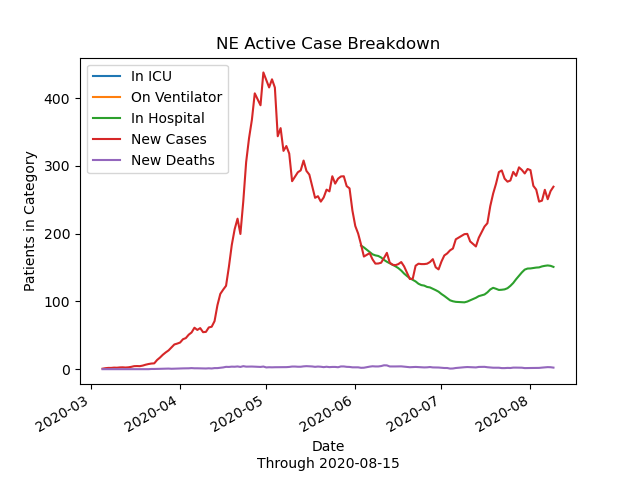 NE Active Case Breakdown
In ICU
On Ventilator
In Hospital
New Cases
New Deaths
Patients in Category
400
300
200
100
0
2020-03
2020-04
2020-05
2020-06
2020-07
2020-08
Date
Through 2020-08-15